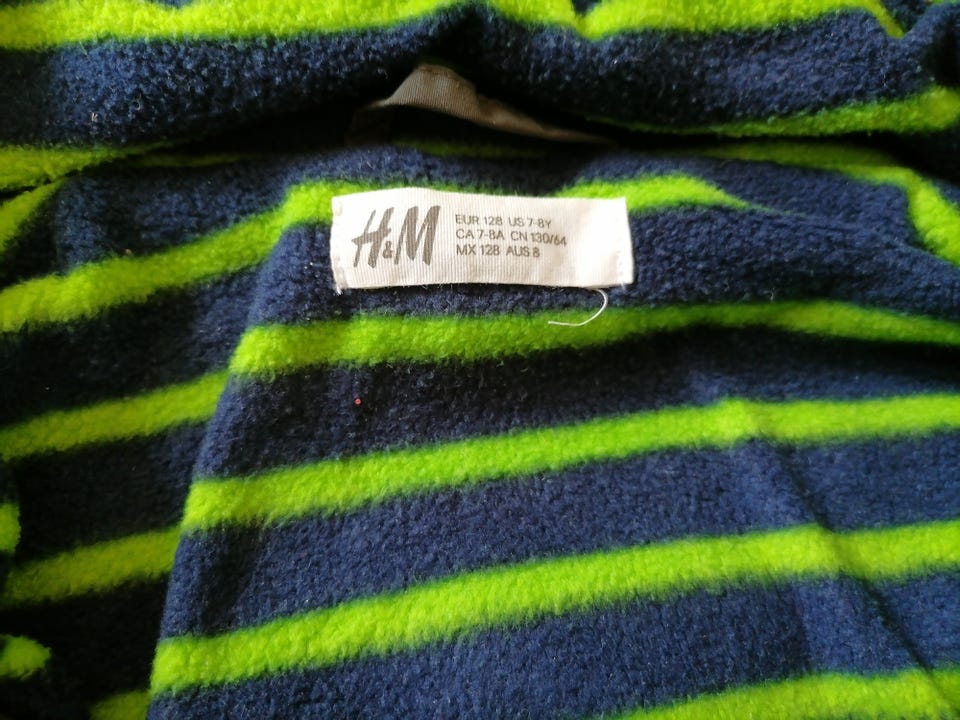 H&M
EUR 128 US 7-8Y
CA 7-8A CN 130/64
MX 128 AUS 8